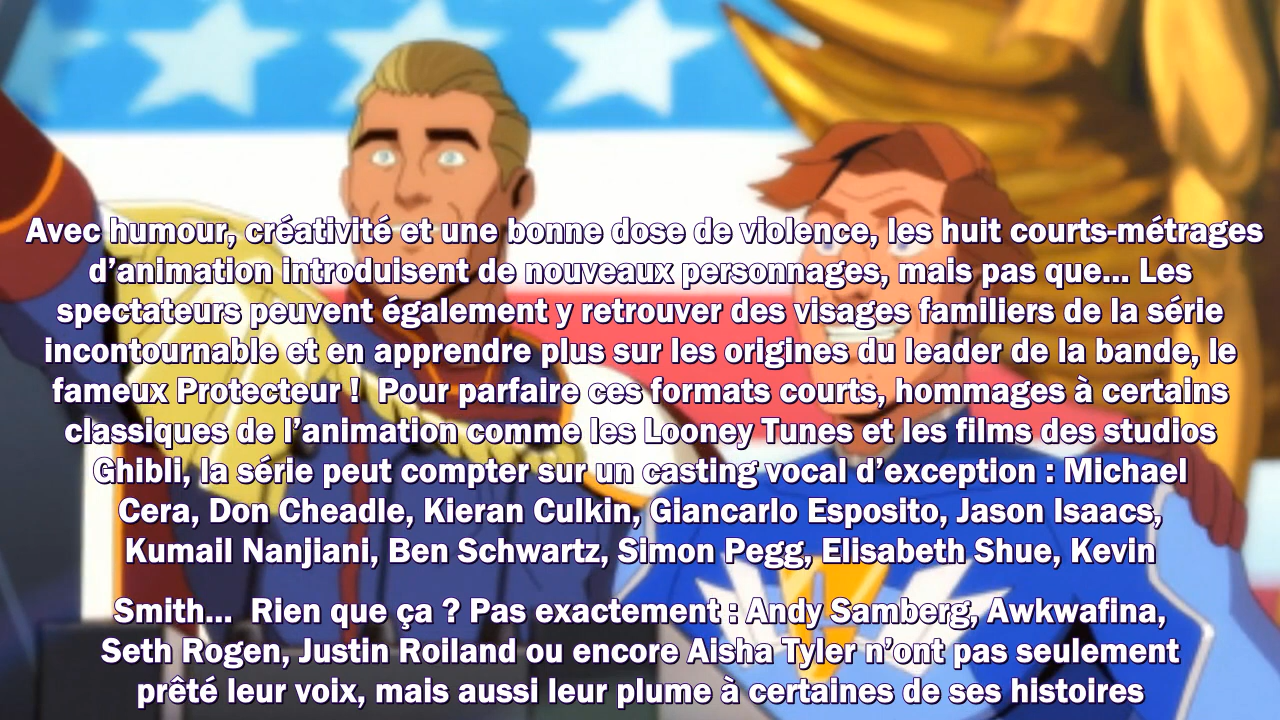 Avec humour, créativité et une bonne dose de violence, les huit courts-métrages
d’animation introduisent de nouveaux personnages, mais pas que... Les
spectateurs peuvent également y retrouver des visages familiers de la série
incontournable et en apprendre plus sur les origines du leader de la bande, le
fameux Protecteur !  Pour parfaire ces formats courts, hommages à certains
classiques de l’animation comme les Looney Tunes et les films des studios
Ghibli, la série peut compter sur un casting vocal d’exception : Michael
Cera, Don Cheadle, Kieran Culkin, Giancarlo Esposito, Jason Isaacs,
Kumail Nanjiani, Ben Schwartz, Simon Pegg, Elisabeth Shue, Kevin
Smith...  Rien que ça ? Pas exactement : Andy Samberg, Awkwafina,
Seth Rogen, Justin Roiland ou encore Aisha Tyler n’ont pas seulement
prêté leur voix, mais aussi leur plume à certaines de ses histoires